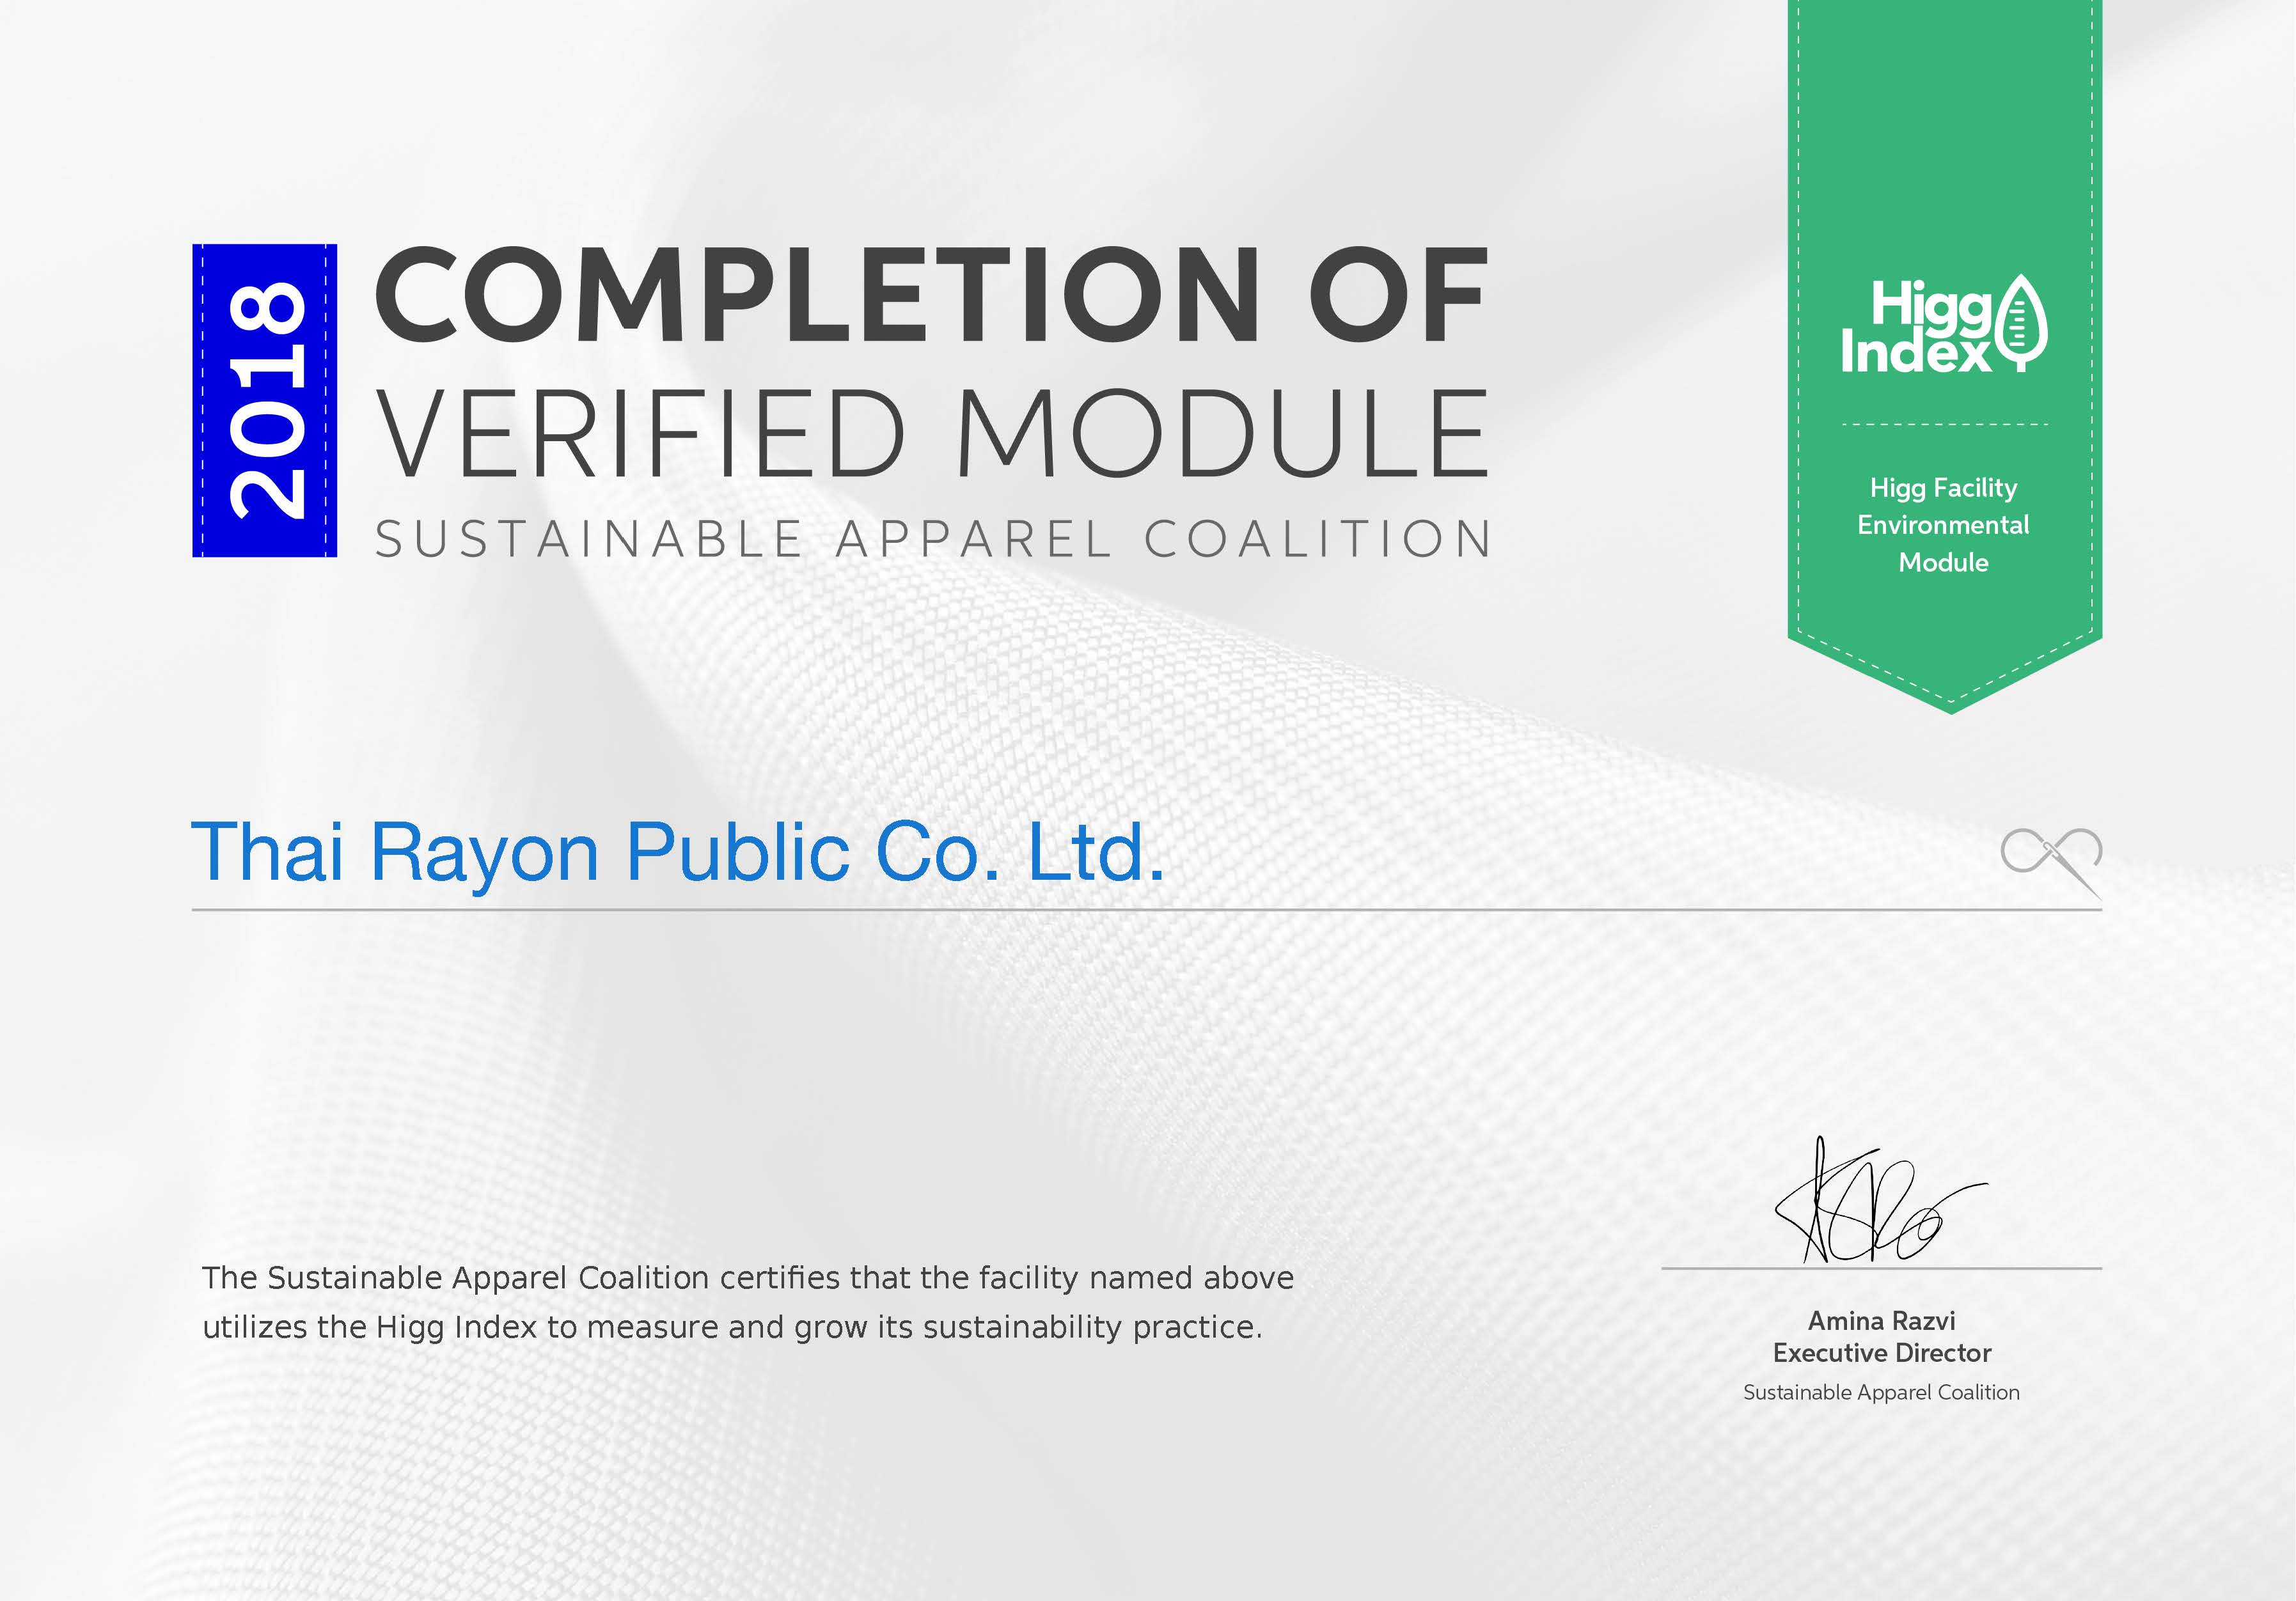 2018
COMPLETION OF
VERIFIED MODULE
SUSTAINABLE APPAREL COALITION
Higg
Index
Higg Facility
Environmental
Module
Thai Rayon Public Co. Ltd.
The Sustainable Apparel Coalition certifies that the facility named above
utilizes the Higg Index to measure and grow its sustainability practice.
Amina Razvi
Executive Director
Sustainable Apparel Coalition